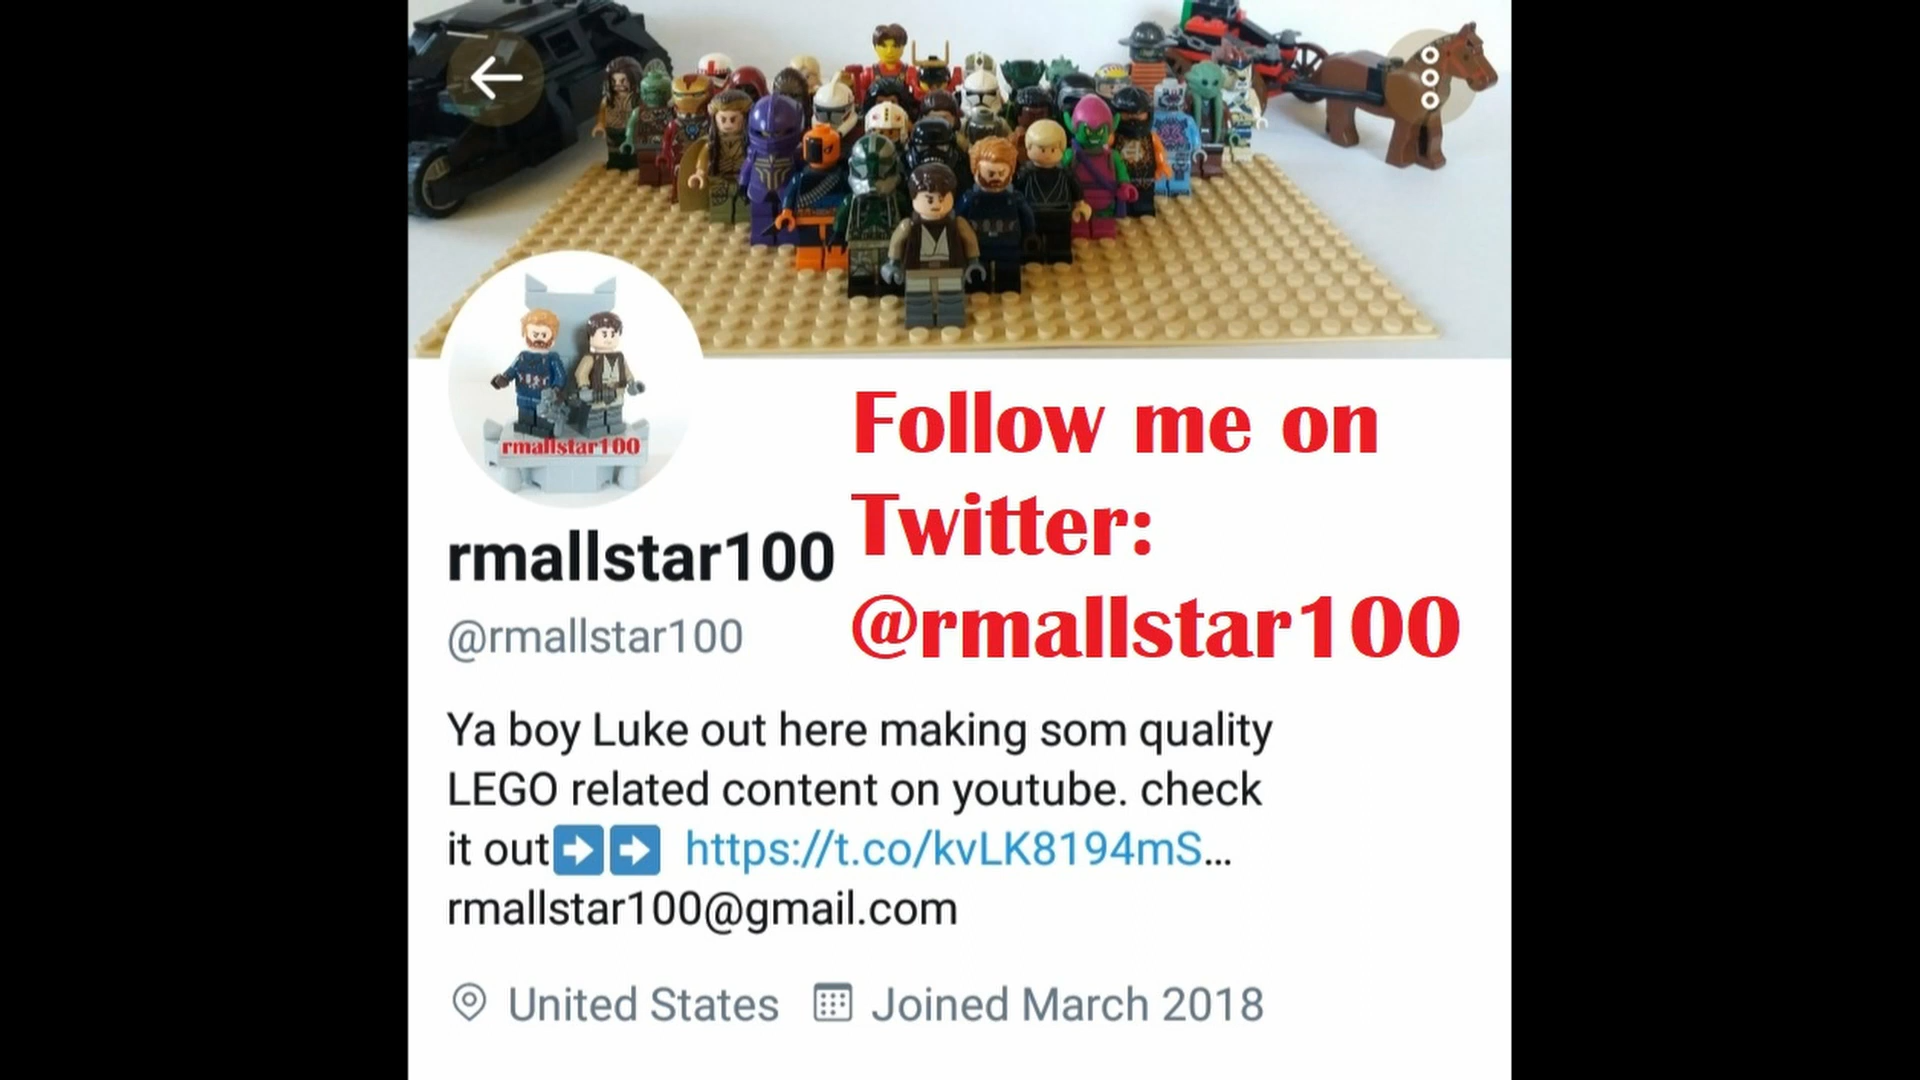 rmallstar100
Follow me on
Twitter:
@rmallstar100
rmallstar100
@rmallstar100
Ya boy Luke out here making som quality
LEGO related content on youtube. check
it out➡️➡️ https://t.co/kvLK8194mS…
rmallstar100@gmail.com
United States Joined March 2018